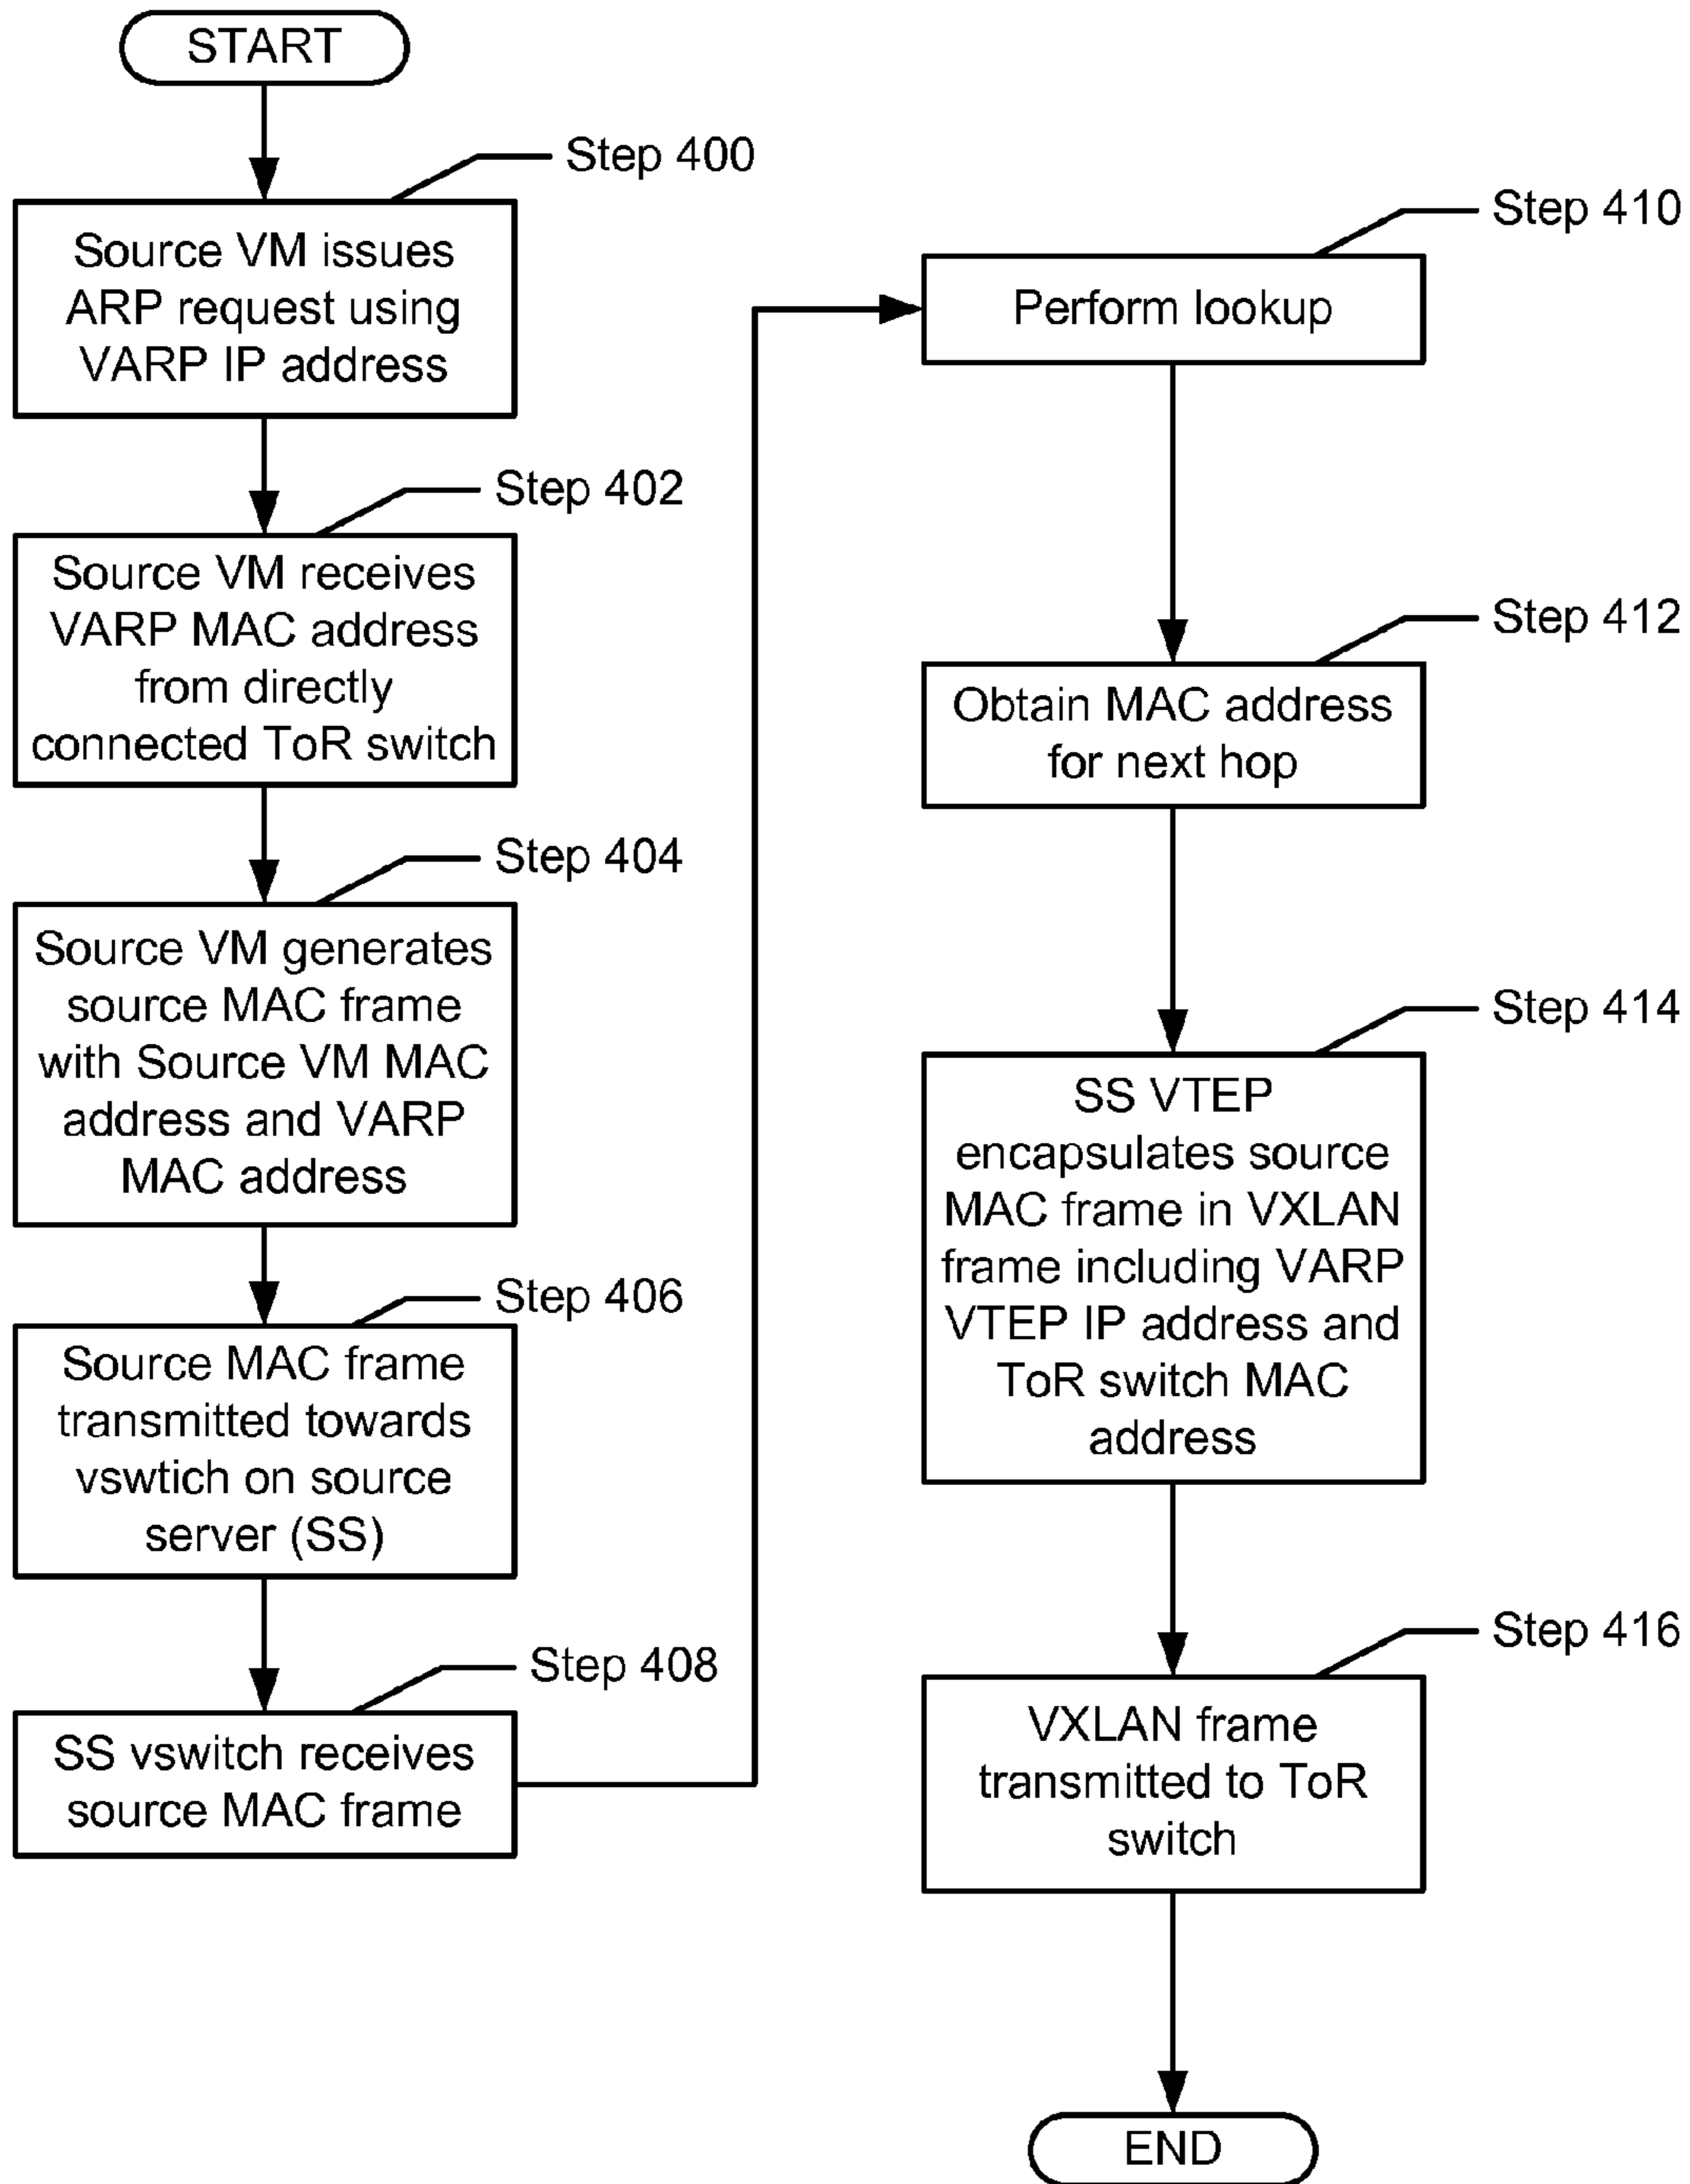 START
Step 400
Source VM issues
ARP request using
VARP IP address
Step 402
Source VM receives
VARP MAC address
from directly
connected ToR switch
Step 404
Source VM generates
source MAC frame
with Source VM MAC
address and VARP
MAC address
Step 406
Source MAC frame
transmitted towards
vswtich on source
server (SS)
Step 408
SS vswitch receives
source MAC frame
Step 410
Perform lookup
Step 412
Obtain MAC address
for next hop
Step 414
SS VTEP
encapsulates source
MAC frame in VXLAN
frame including VARP
VTEP IP address and
ToR switch MAC
address
Step 416
VXLAN frame
transmitted to ToR
switch
END